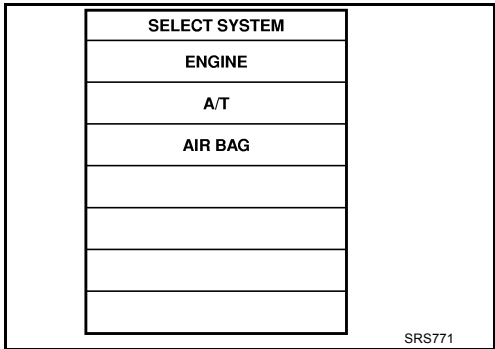 SELECT SYSTEM
ENGINE
A/T
AIR BAG
SRS771